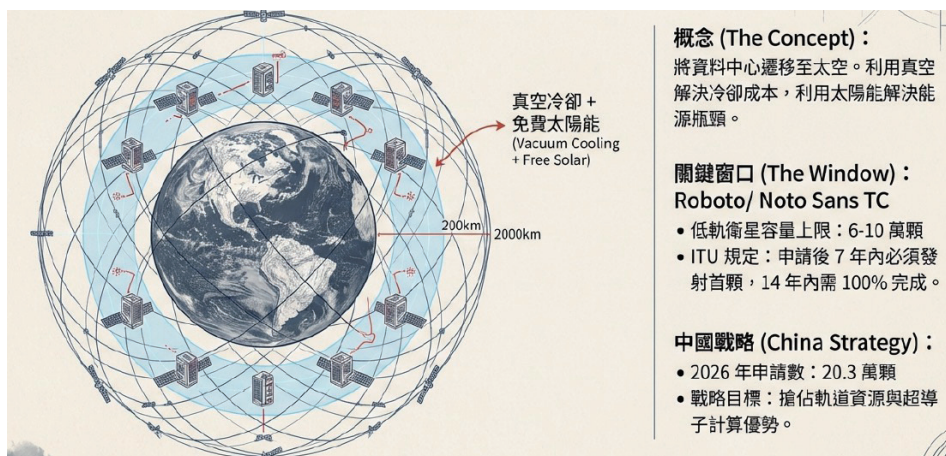 真空冷卻 +
免費太陽能
(Vacuum Cooling
+ Free Solar)
200km
2000km
概念 (The Concept)：
將資料中心遷移至太空。利用真空
解決冷卻成本，利用太陽能解決能
源瓶頸。
關鍵窗口 (The Window)：
Roboto/ Noto Sans TC
• 低軌衛星容量上限：6-10 萬顆
• ITU 規定：申請後 7 年內必須發
射首顆，14 年內需 100% 完成。
中國戰略 (China Strategy)：
• 2026 年申請數：20.3 萬顆
• 戰略目標：搶佔軌道資源與超導
子計算優勢。